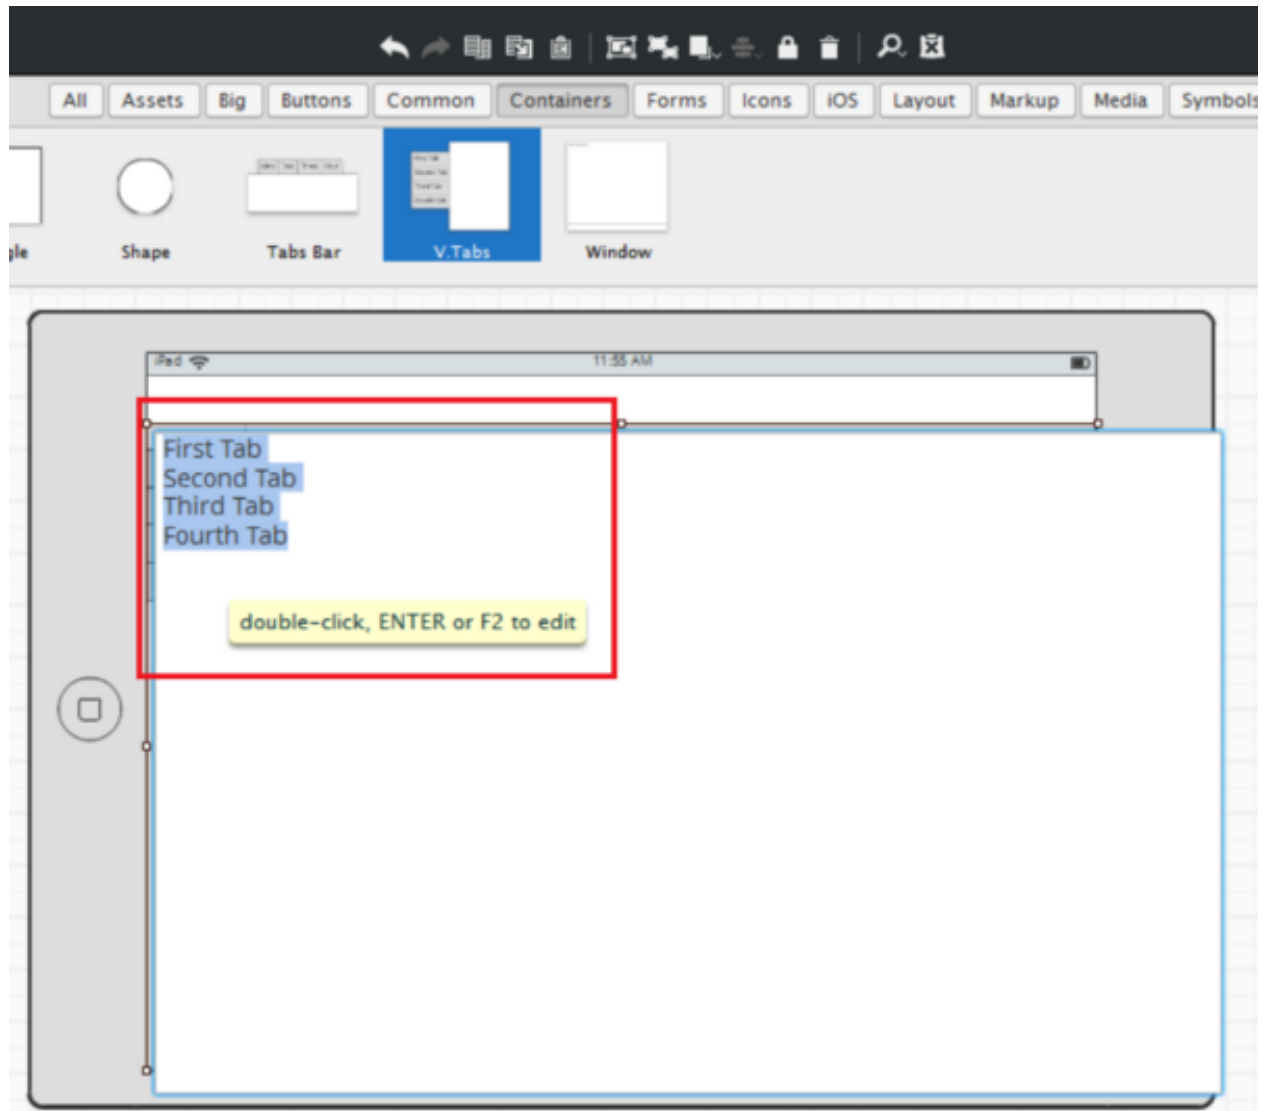 All Assets Big Buttons Common Containers Forms Icons iOS Layout Markup Media Symbols
Shape Tabs Bar V.Tabs Window
iPad 11:55 AM
First Tab
Second Tab
Third Tab
Fourth Tab
double-click, ENTER or F2 to edit